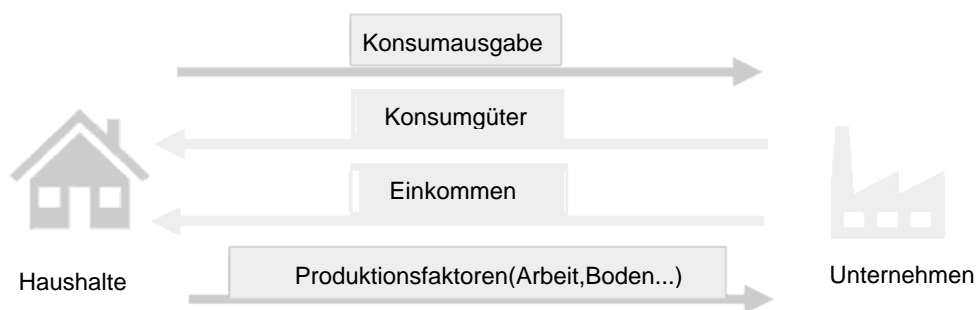 Konsumausgabe
Konsumgüter
Einkommen
Haushalte
Produktionsfaktoren(Arbeit,Boden...)
Unternehmen